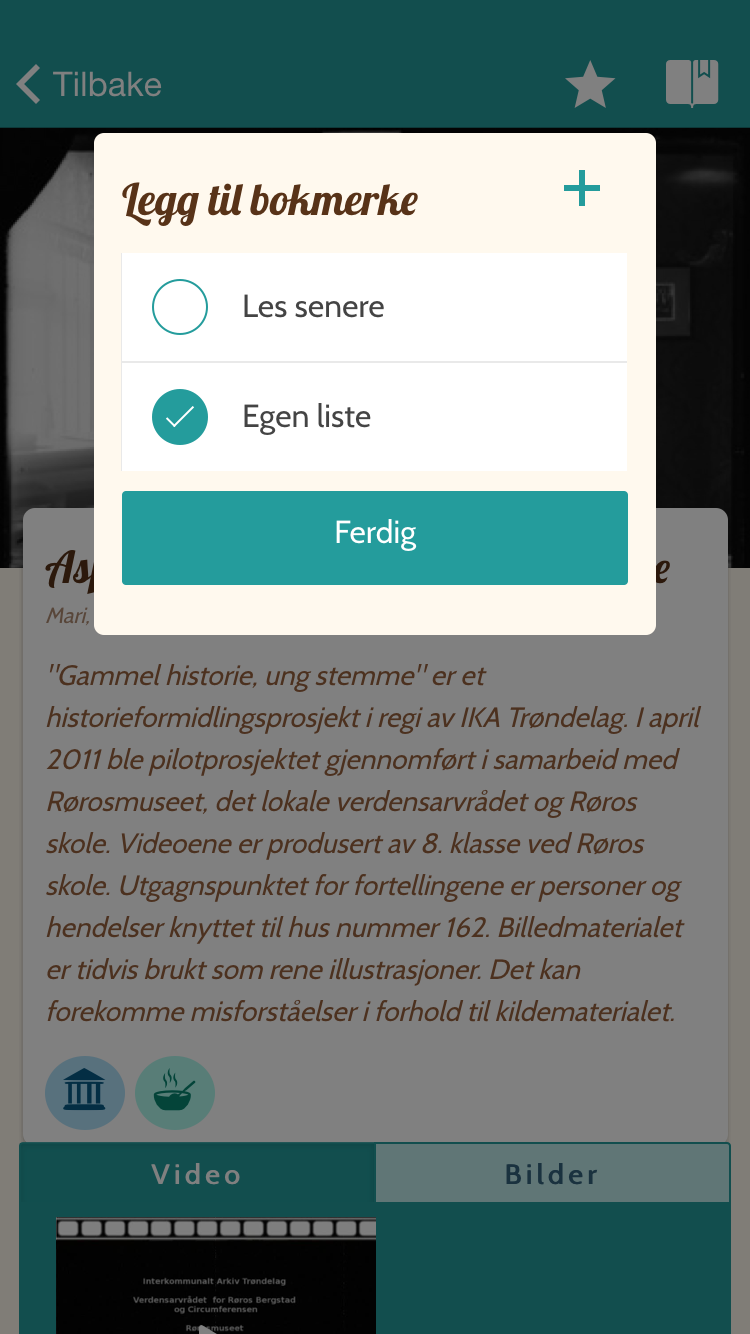 Tilbake
Legg til bokmerke
Les senere
Egen liste
Ferdig
Mari,
"Gammel historie, ung stemme" er et
historieformidlingsprosjekt i regi av IKA Trøndelag. I april
2011 ble pilotprosjektet gjennomført i samarbeid med
Rørosmuseet, det lokale verdensarvrådet og Røros
skole. Videoene er produsert av 8. klasse ved Røros
skole. Utgagnspunktet for fortellingene er personer og
hendelser knyttet til hus nummer 162. Billedmaterialet
er tidvis brukt som rene illustrasjoner. Det kan
forekomme misforståelser i forhold til kildematerialet.
Video
Bilder
Interkommunalt Arkiv Trøndelag
Verdensarvrådet for Røros Bergstad
og Circumferensen
Rørosmuseet